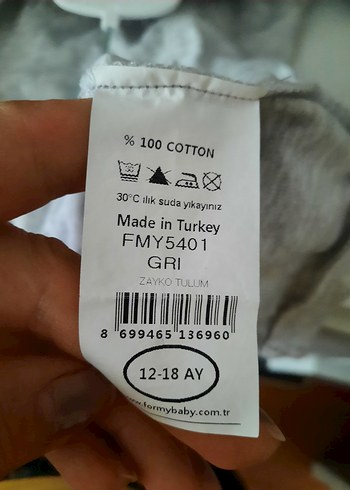 % 100 COTTON
30°C ılık suda yıkayınız
Made in Turkey
FMY5401
GRI
ZAYKO TULUM
8 699465 136960
12-18 AY
www.formybaby.com.tr